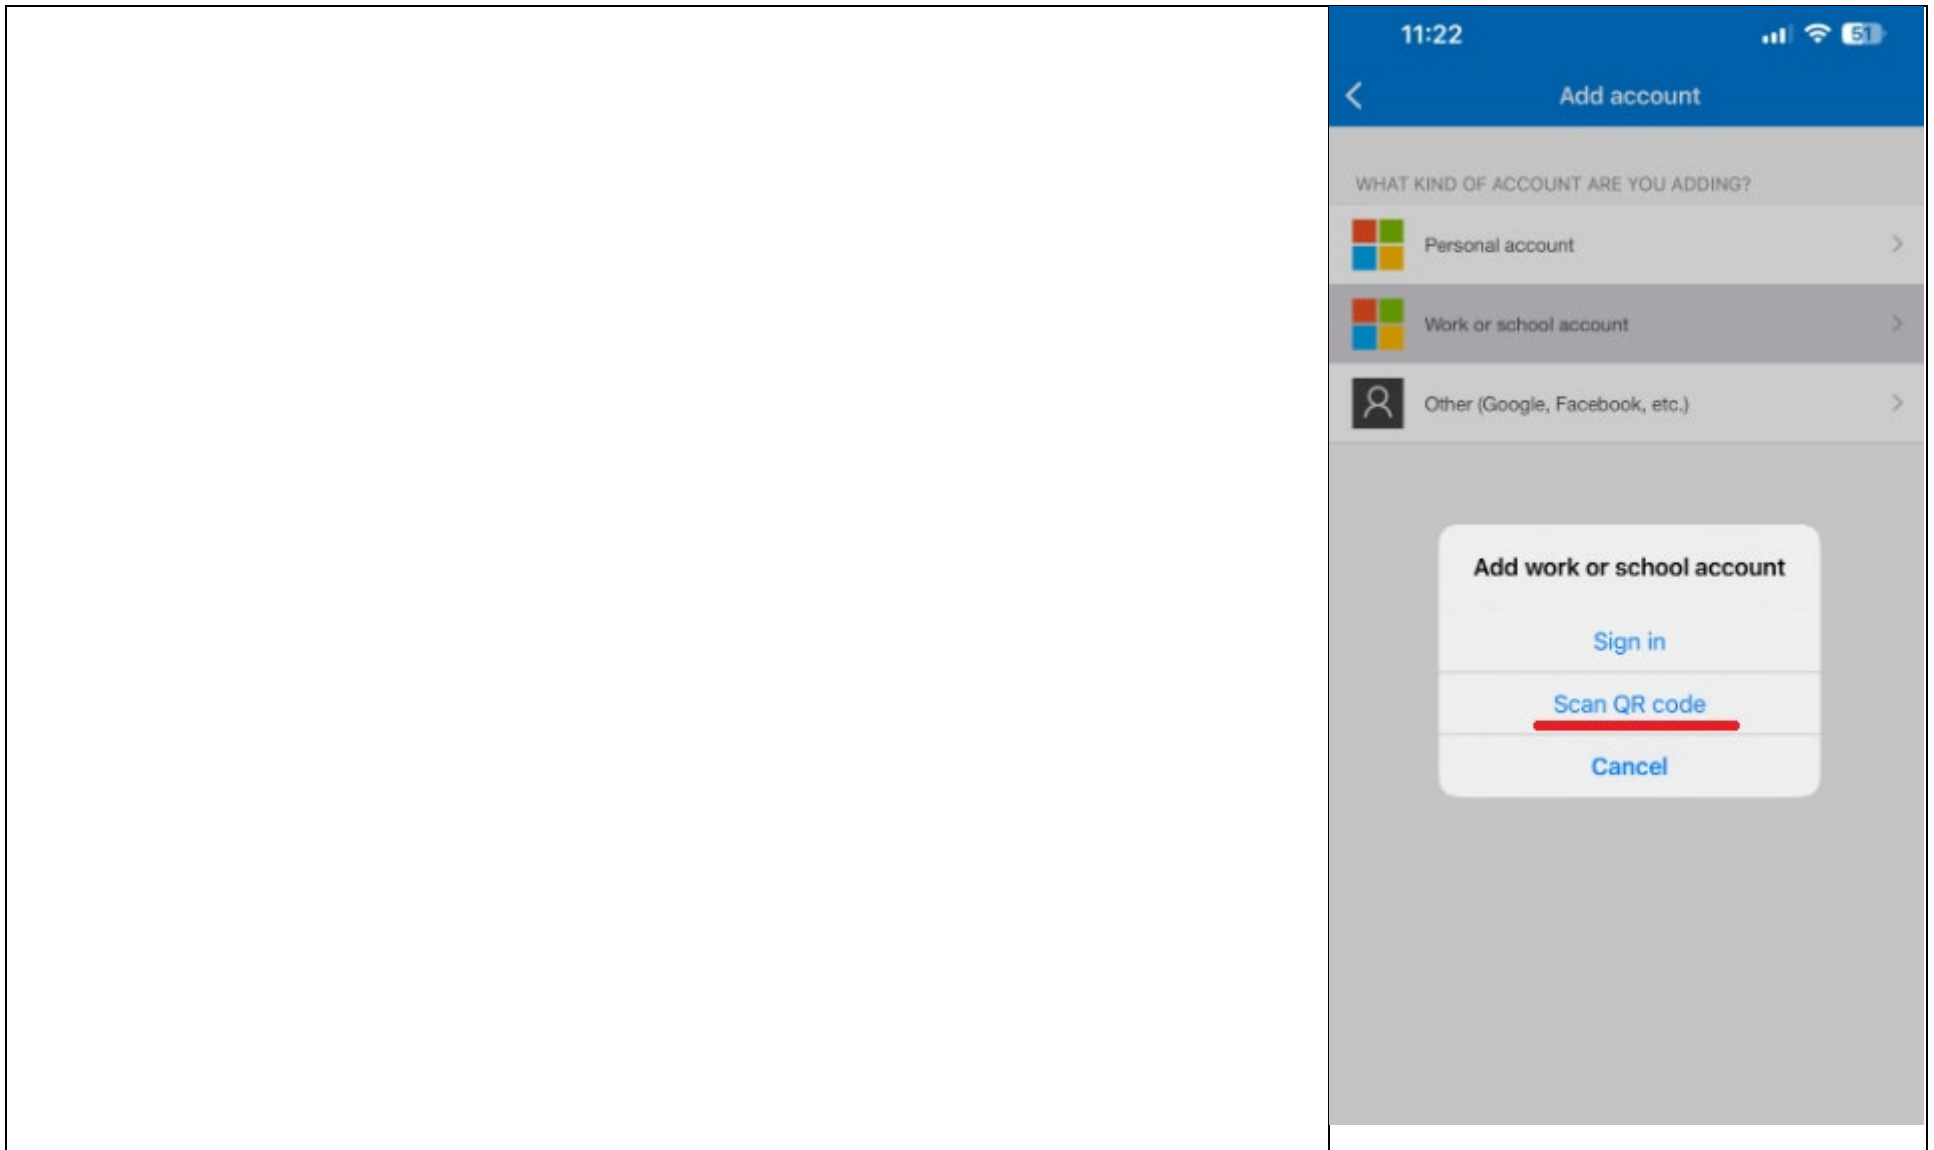 11:22
51
Add account
WHAT KIND OF ACCOUNT ARE YOU ADDING?
Personal account
Work or school account
Other (Google, Facebook, etc.)
Add work or school account
Sign in
Scan QR code
Cancel